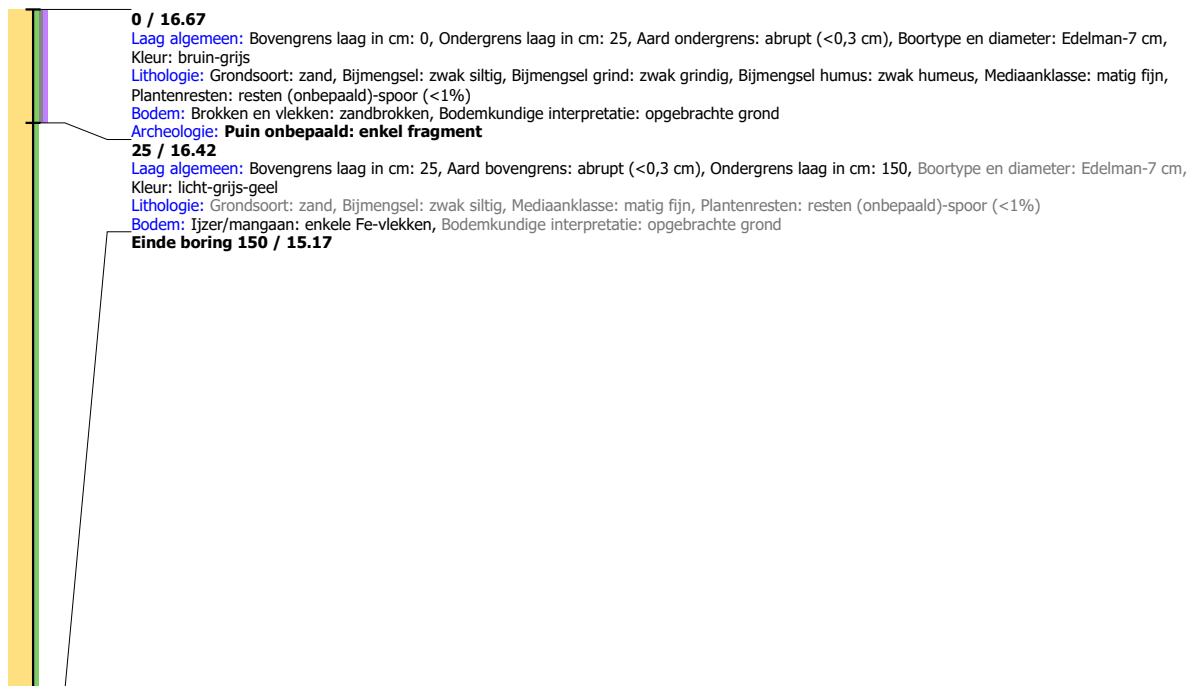 0 / 16.67
Laag algemeen: Bovengrens laag in cm: 0, Ondergrens laag in cm: 25, Aard ondergrens: abrupt (<0,3 cm), Boortype en diameter: Edelman-7 cm,
Kleur: bruin-grijs
Lithologie: Grondsoort: zand, Bijmengsel: zwak siltig, Bijmengsel grind: zwak grindig, Bijmengsel humus: zwak humeus, Mediaanklasse: matig fijn,
Plantenresten: resten (onbepaald)-spoor (<1%)
Bodem: Brokken en vlekken: zandbrokken, Bodemkundige interpretatie: opgebrachte grond
Archeologie: Puin onbepaald: enkel fragment
25 / 16.42
Laag algemeen: Bovengrens laag in cm: 25, Aard bovengrens: abrupt (<0,3 cm), Ondergrens laag in cm: 150, Boortype en diameter: Edelman-7 cm,
Kleur: licht-grijs-geel
Lithologie: Grondsoort: zand, Bijmengsel: zwak siltig, Mediaanklasse: matig fijn, Plantenresten: resten (onbepaald)-spoor (<1%)
Bodem: Ijzer/mangaan: enkele Fe-vlekken, Bodemkundige interpretatie: opgebrachte grond
Einde boring 150 / 15.17